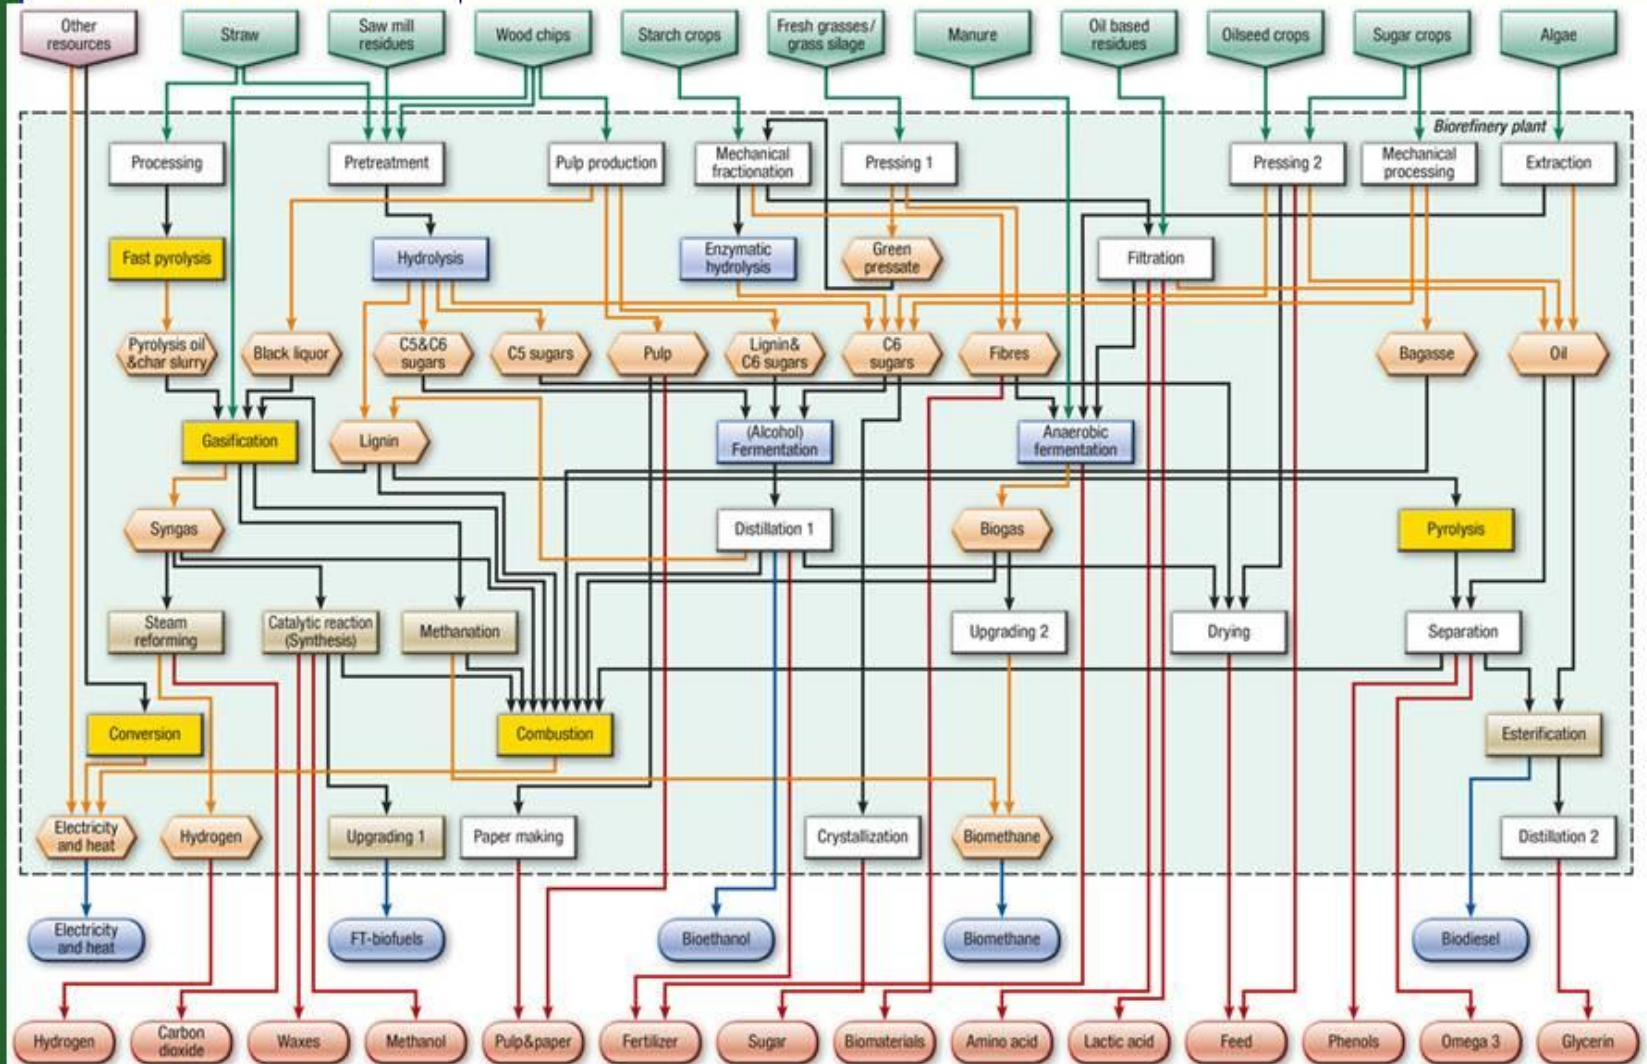 Other
resources
Straw
Saw mill
residues
Wood chips
Starch crops
Fresh grasses/
grass silage
Manure
Oil based
residues
Oilseed crops
Sugar crops
Algae
Biorefinery plant
Processing
Pretreatment
Pulp production
Mechanical
fractionation
Pressing 1
Pressing 2
Mechanical
processing
Extraction
Fast pyrolysis
Hydrolysis
Enzymatic
hydrolysis
Green
pressate
Filtration
Pyrolysis oil
&char slurry
Black liquor
C5&C6
sugars
C5 sugars
Pulp
Lignin&
C6 sugars
C6
sugars
Fibres
Bagasse
Oil
Gasification
Lignin
(Alcohol)
Fermentation
Anaerobic
fermentation
Syngas
Distillation 1
Biogas
Pyrolysis
Steam
reforming
Catalytic reaction
(Synthesis)
Methanation
Upgrading 2
Drying
Separation
Conversion
Combustion
Esterification
Electricity
and heat
Hydrogen
Upgrading 1
Paper making
Crystallization
Biomethane
Distillation 2
Electricity
and heat
FT-biofuels
Bioethanol
Biomethane
Biodiesel
Hydrogen
Carbon
dioxide
Waxes
Methanol
Pulp&paper
Fertilizer
Sugar
Biomaterials
Amino acid
Lactic acid
Feed
Phenols
Omega 3
Glycerin